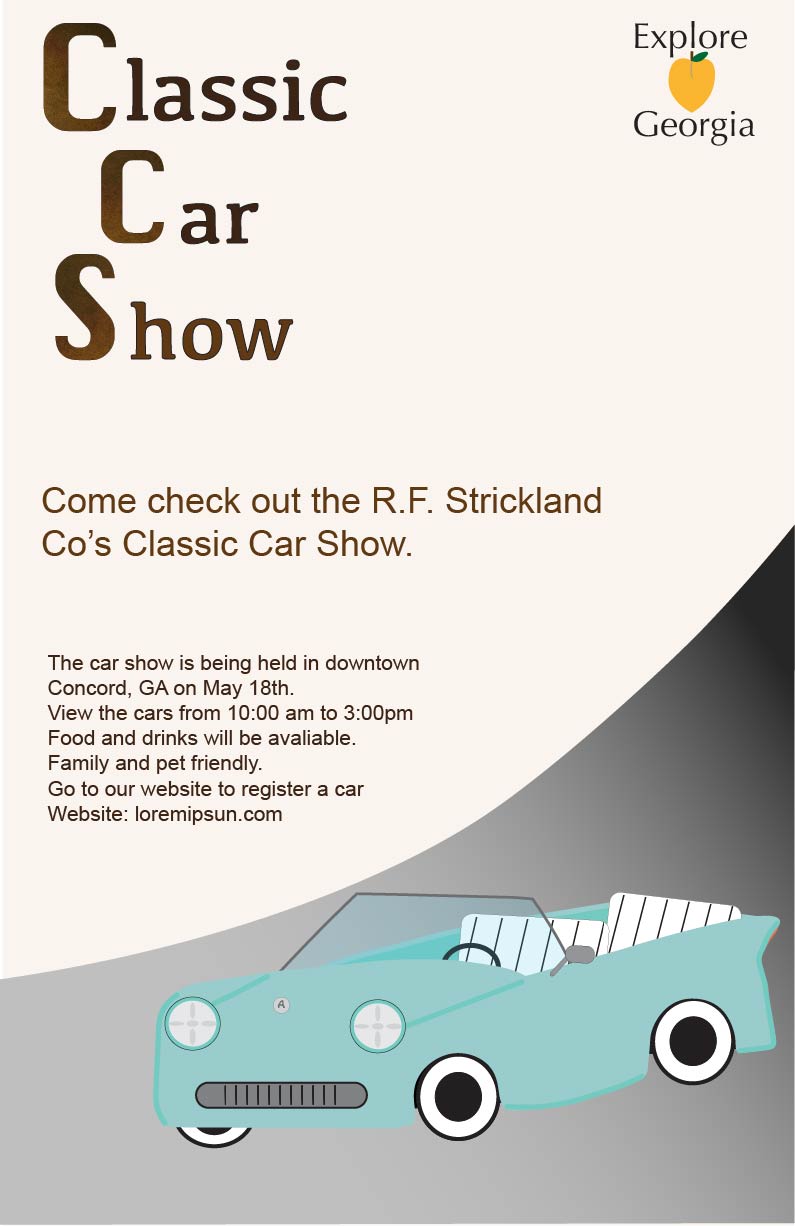 Classic
Car
Show
Explore
Georgia
Come check out the R.F. Strickland
Co's Classic Car Show.
The car show is being held in downtown
Concord, GA on May 18th.
View the cars from 10:00 am to 3:00pm
Food and drinks will be avaliable.
Family and pet friendly.
Go to our website to register a car
Website: loremipsun.com
A